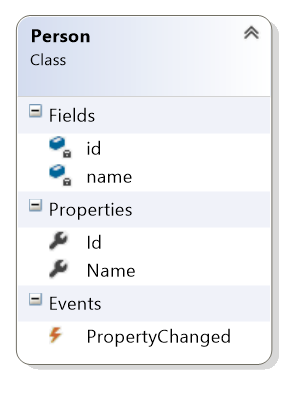 Person
Class
Fields
id
name
Properties
Id
Name
Events
PropertyChanged